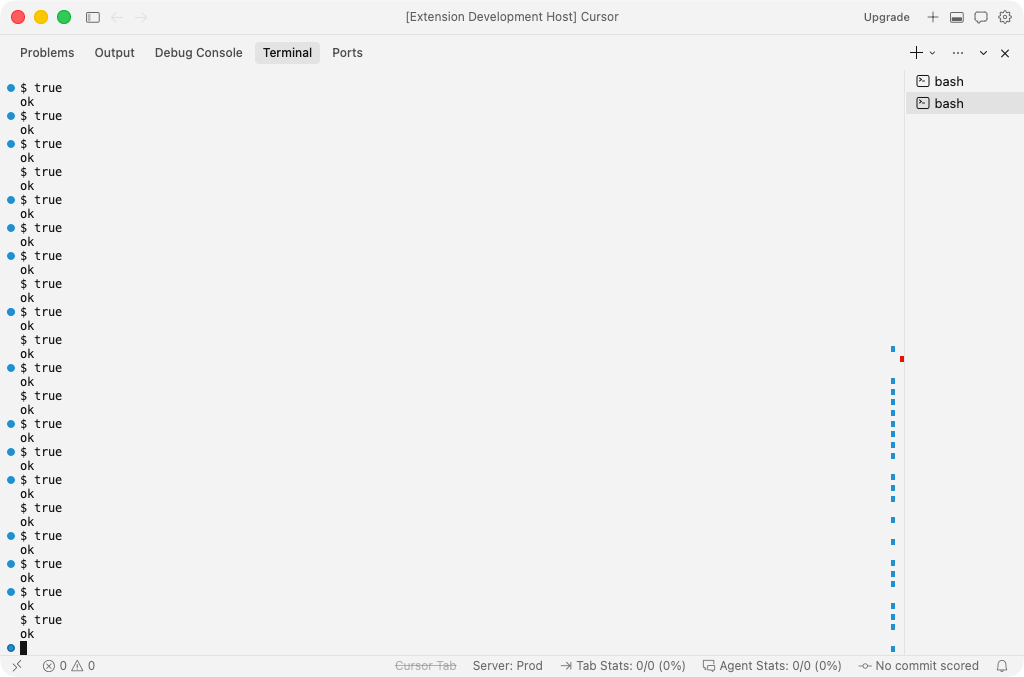 [Extension Development Host] Cursor
Upgrade
Problems Output Debug Console Terminal Ports
bash
bash
$ true
ok
$ true
ok
$ true
ok
$ true
ok
$ true
ok
$ true
ok
$ true
ok
$ true
ok
$ true
ok
$ true
ok
$ true
ok
$ true
ok
$ true
ok
$ true
ok
$ true
ok
$ true
ok
$ true
ok
$ true
ok
$ true
ok
$ true
ok
0 0 Cursor Tab Server: Prod Tab Stats: 0/0 (0%) Agent Stats: 0/0 (0%) No commit scored